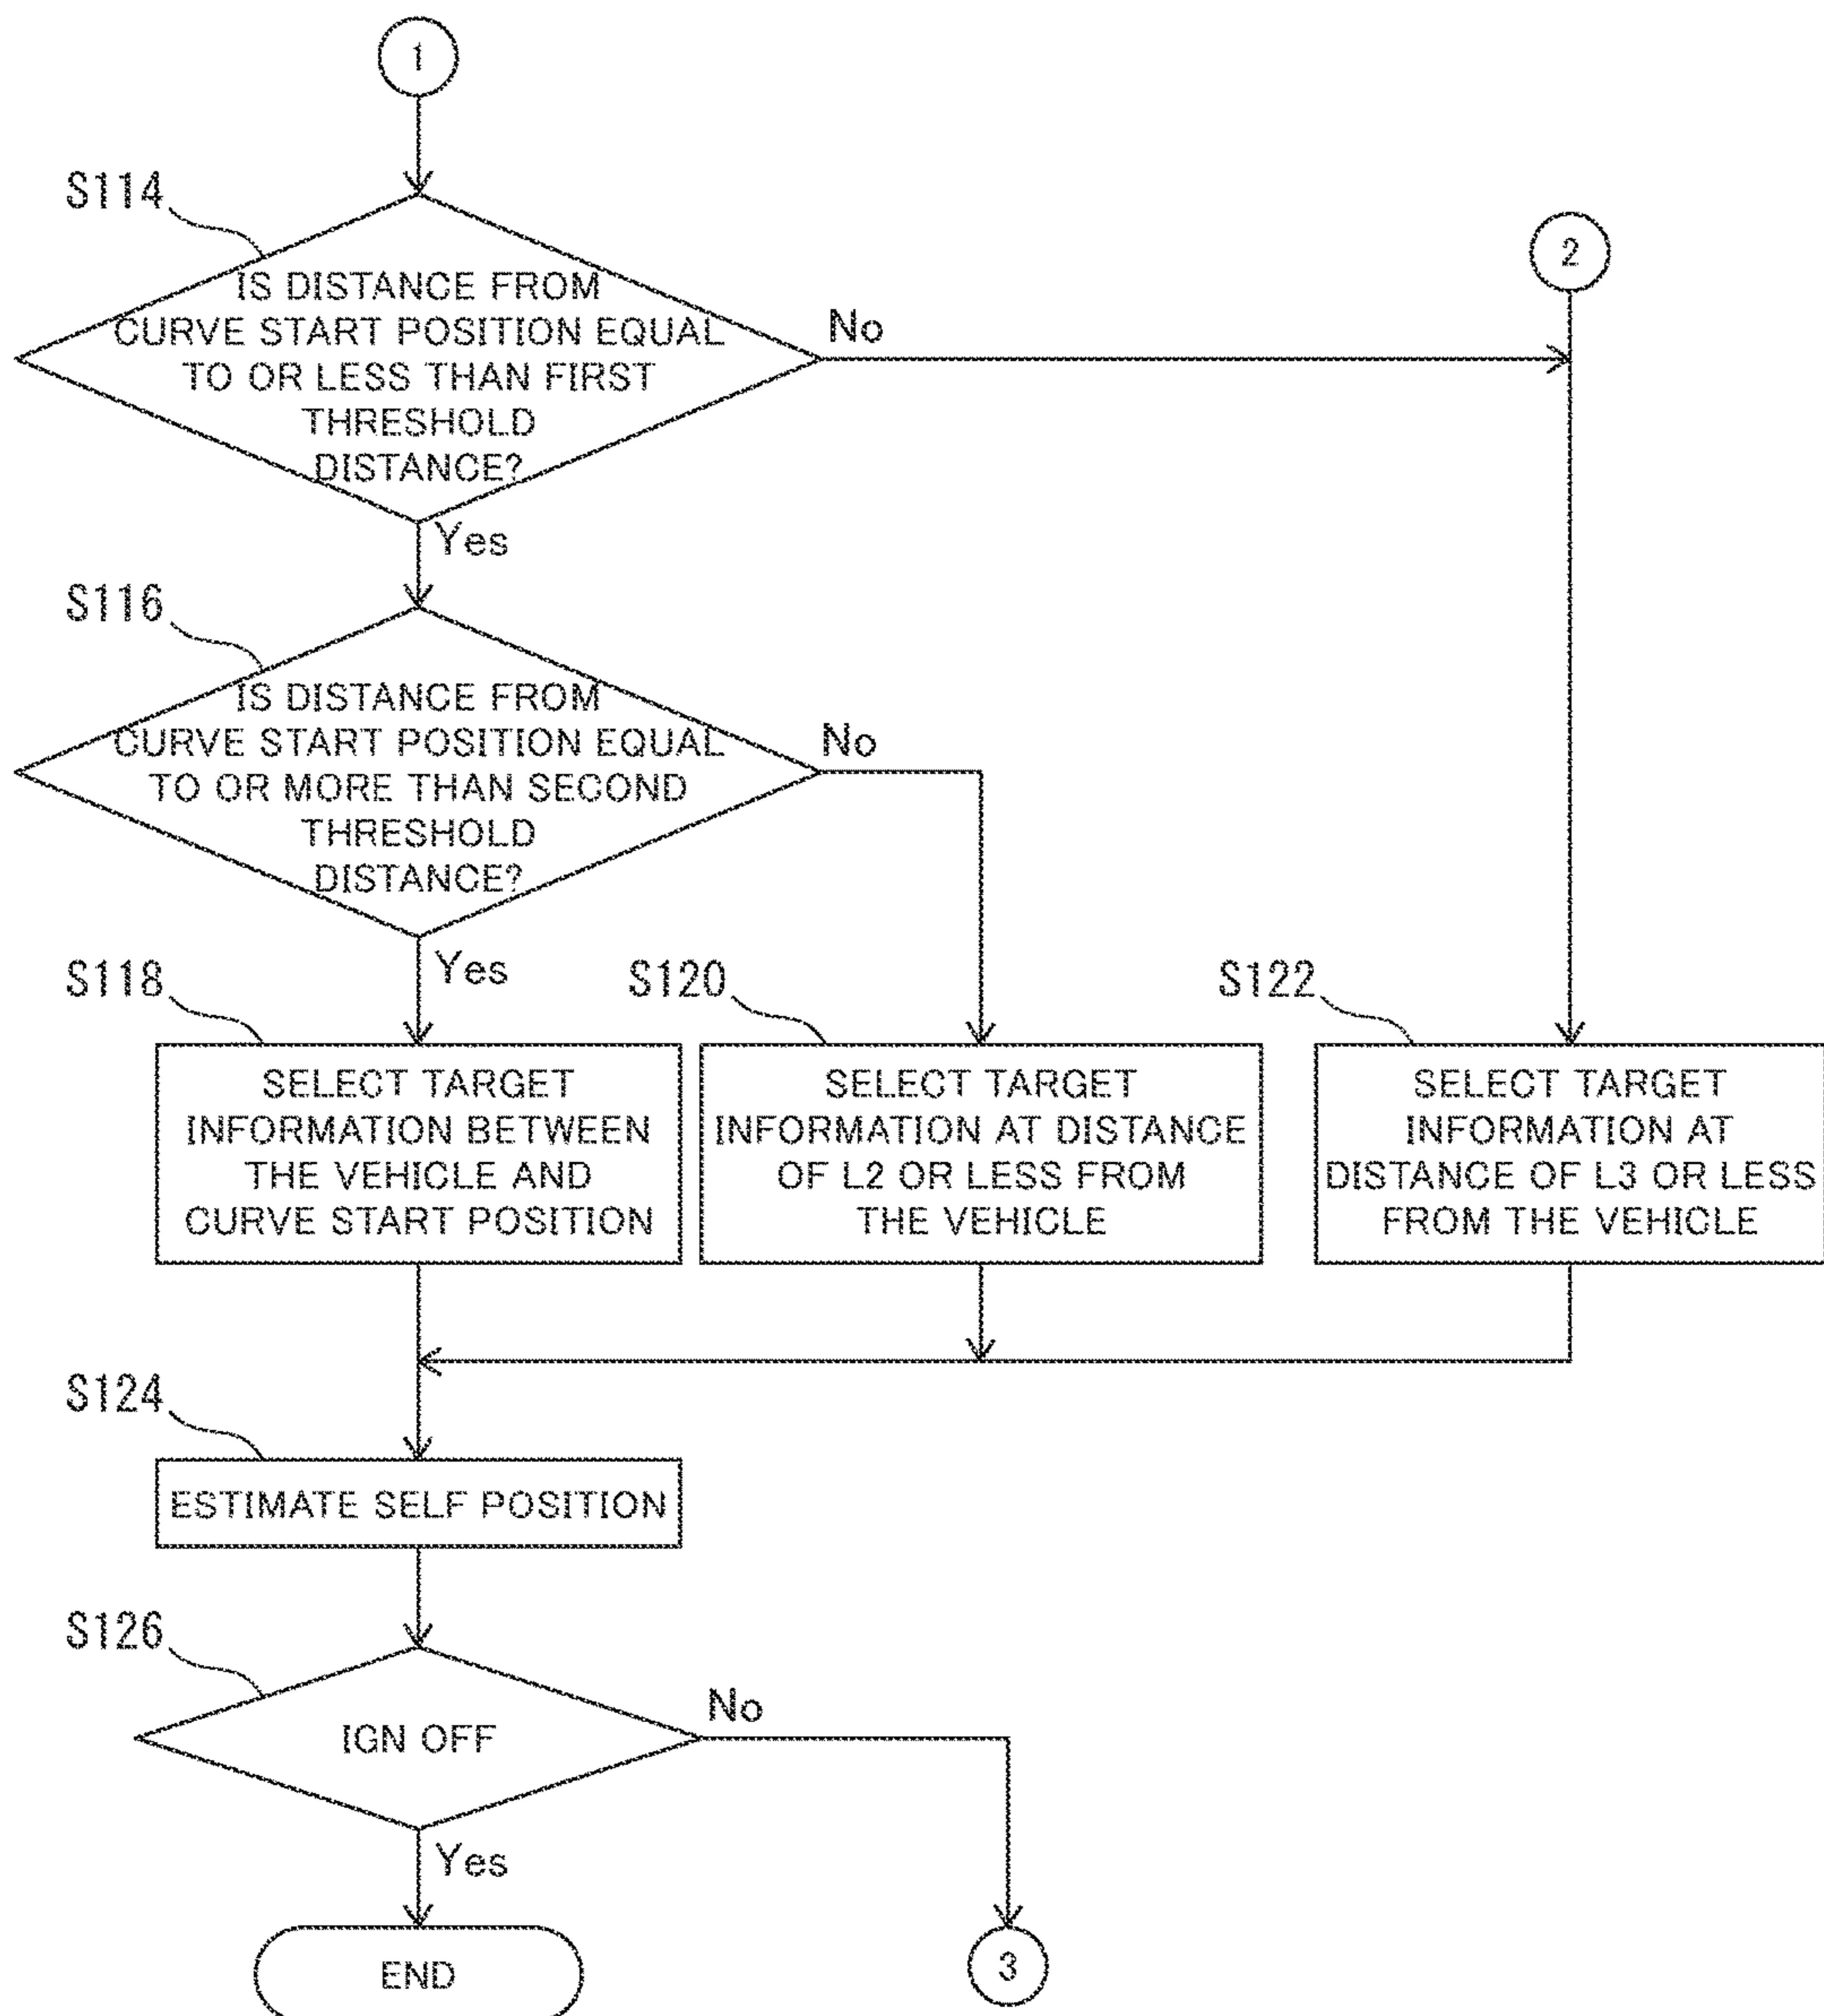 1
S114
IS DISTANCE FROM
CURVE START POSITION EQUAL
TO OR LESS THAN FIRST
THRESHOLD
DISTANCE?
No
2
Yes
S116
IS DISTANCE FROM
CURVE START POSITION EQUAL
TO OR MORE THAN SECOND
THRESHOLD
DISTANCE?
No
Yes
S118
SELECT TARGET
INFORMATION BETWEEN
THE VEHICLE AND
CURVE START POSITION
S120
SELECT TARGET
INFORMATION AT DISTANCE
OF L2 OR LESS FROM
THE VEHICLE
S122
SELECT TARGET
INFORMATION AT
DISTANCE OF L3 OR LESS
FROM THE VEHICLE
S124
ESTIMATE SELF POSITION
S126
IGN OFF
No
Yes
END
3